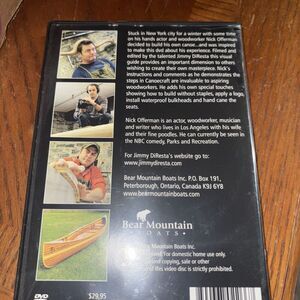 Stuck in New York city for a winter with some time
on his hands actor and woodworker Nick Offerman
decided to build his own canoe...and was inspired
to make this dvd about his experience. Filmed and
edited by the talented Jimmy DiResta this visual
guide provides an important dimension to others
wishing to create their own masterpiece. Nick's
instructions and comments as he demonstrates the
steps in Canoecraft are invaluable to aspiring
woodworkers. He adds his own special touches
showing how to build without staples, apply a logo,
install waterproof bulkheads and hand cane the
seats.
Nick Offerman is an actor, woodworker, musician
and writer who lives in Los Angeles with his wife
and their fine poodles. He can currently be seen in
the NBC comedy, Parks and Recreation.
For Jimmy DiResta's website go to:
www.jimmydiresta.com
Bear Mountain Boats Inc. P.O. Box 191,
Peterborough, Ontario, Canada K9J 6Y8
www.bearmountainboats.com
Bear Mountain
BOATS
Mountain Boats Inc.
For domestic home use only.
and copying, sale or other
of this video disc is strictly prohibited.
DVD
$29.95